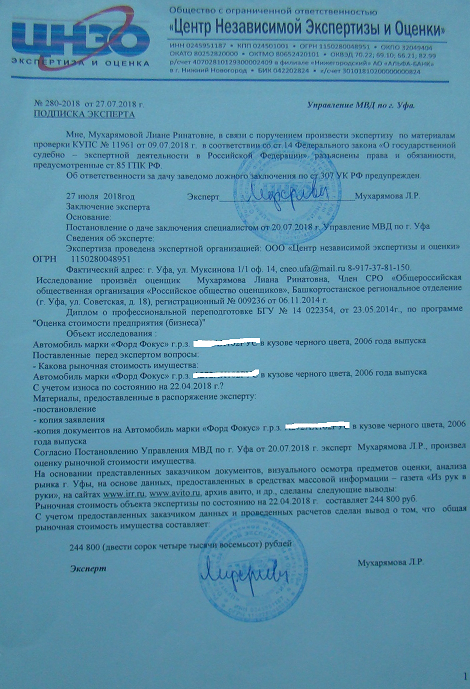 ЦНЭО
ЭКСПЕРТИЗА И ОЦЕНКА
Общество с ограниченной ответственностью
«Центр Независимой Экспертизы и Оценки»
ИНН 0245951187 • КПП 024501001 • ОГРН 1150280048951 • ОКПО 32049404
ОКАТО 80252820000 • ОКТМО 80652420101 • ОКВЭД 70.22; 69.10; 66.21; 82.99
р/счет 40702810129300002409 в филиале «Нижегородский» АО «АЛЬФА-БАНК»
в г. Нижний Новгород • БИК 042202824 • к/счет 30101810200000000824
№ 280-2018 от 27.07.2018 г. Управление МВД по г. Уфа.
ПОДПИСКА ЭКСПЕРТА
Мне, Мухарямовой Лиане Ринатовне, в связи с поручением произвести экспертизу по материалам
проверки КУПС № 11961 от 09.07.2018 г. в соответствии со ст.14 Федерального закона «О государственной
судебно – экспертной деятельности в Российской Федерации» разъяснены права и обязанности,
предусмотренные ст.85 ГПК РФ.
Об ответственности за дачу заведомо ложного заключения по ст.307 УК РФ предупрежден.
27 июля 2018год Эксперт Мухарямова Л.Р.
Заключение эксперта
Основание:
Постановление о даче заключения специалистом от 20.07.2018 г. Управление МВД по г. Уфа
Сведения об эксперте.
Экспертиза проведена экспертной организацией: ООО «Центр независимой экспертизы и оценки»
ОГРН 1150280048951
Фактический адрес: г. Уфа, ул. Муксинова 1/1 оф. 14, cneo.ufa@mail.ru 8-917-37-81-150.
Исследование произвёл оценщик Мухарямова Лиана Ринатовна, Член СРО «Общероссийская
общественная организация «Российское общество оценщиков», Башкортостанское региональное отделение
(г. Уфа, ул. Советская, д. 18), регистрационный № 009236 от 06.11.2014 г.
Диплом о профессиональной переподготовке БГУ № 14 022354, от 23.05.2014г., по программе
"Оценка стоимости предприятия (бизнеса)"
Объект исследования :
Автомобиль марки «Форд Фокус» г.р.з. в кузове черного цвета, 2006 года выпуска
Поставленные перед экспертом вопросы:
- Какова рыночная стоимость имущества:
Автомобиль марки «Форд Фокус» г.р.з. в кузове черного цвета, 2006 года выпуска
С учетом износа по состоянию на 22.04.2018 г.?
Материалы, предоставленные в распоряжение эксперту:
-постановление
- копия заявления
-копия документов на Автомобиль марки «Форд Фокус» г.р.з. в кузове черного цвета, 2006
года выпуска
Согласно Постановлению Управления МВД по г. Уфа от 20.07.2018 г. эксперт Мухарямова Л.Р., произвел
оценку рыночной стоимости имущества.
На основании представленных заказчиком документов, визуального осмотра предмета оценки, анализа
рынка г. Уфы, на основе данных, предоставленных в средствах массовой информации – газета «Из рук в
руки», на сайтах www.irr.ru, www.avito.ru, архив авито, и др., сделаны следующие выводы:
Рыночная стоимость объекта экспертизы по состоянию на 22.04.2018 г. составляет 244 800 руб.
С учетом предоставленных заказчиком данных и проведенных расчетов сделан вывод о том, что общая
рыночная стоимость имущества составляет:
244 800 (двести сорок четыре тысячи восемьсот) рублей
Эксперт Мухарямова Л.Р.
1